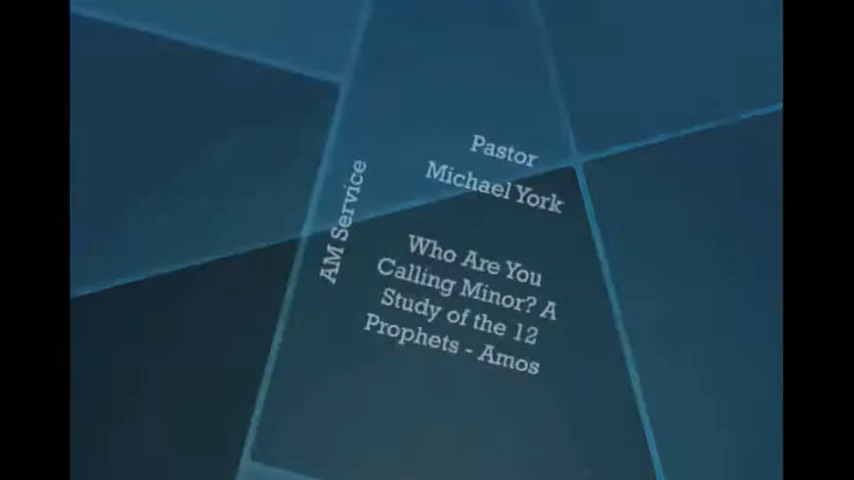 Pastor
Michael York
AM Service
Who Are You
Calling Minor? A
Study of the 12
Prophets - Amos